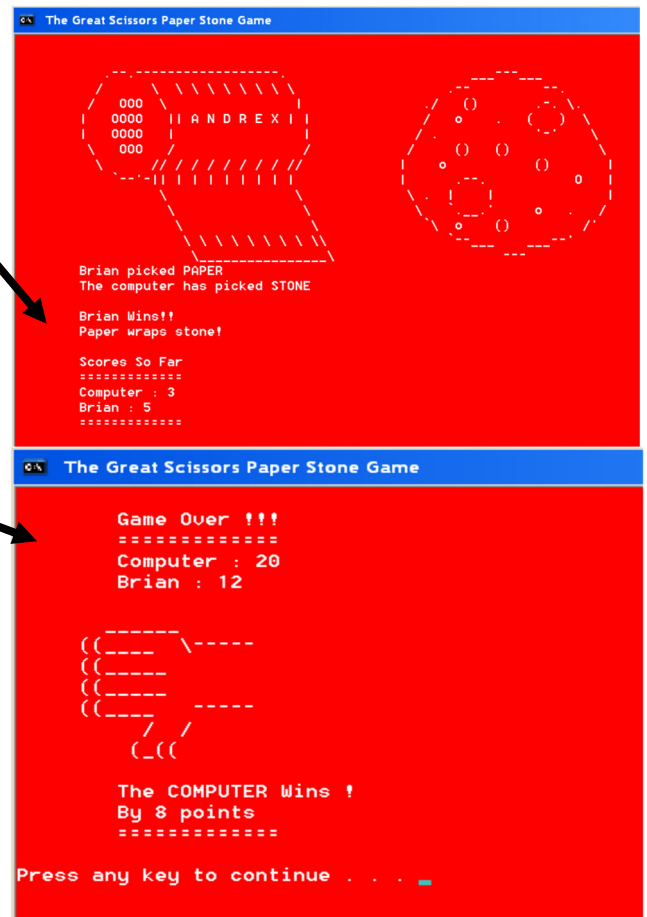 The Great Scissors Paper Stone Game
ANDREX
Brian picked PAPER
The computer has picked STONE
Brian Wins!!
Paper wraps stone!
Scores So Far
=============
Computer : 3
Brian : 5
=============
The Great Scissors Paper Stone Game
Game Over !!!
=============
Computer : 20
Brian : 12
The COMPUTER Wins !
By 8 points
=============
Press any key to continue . . . _